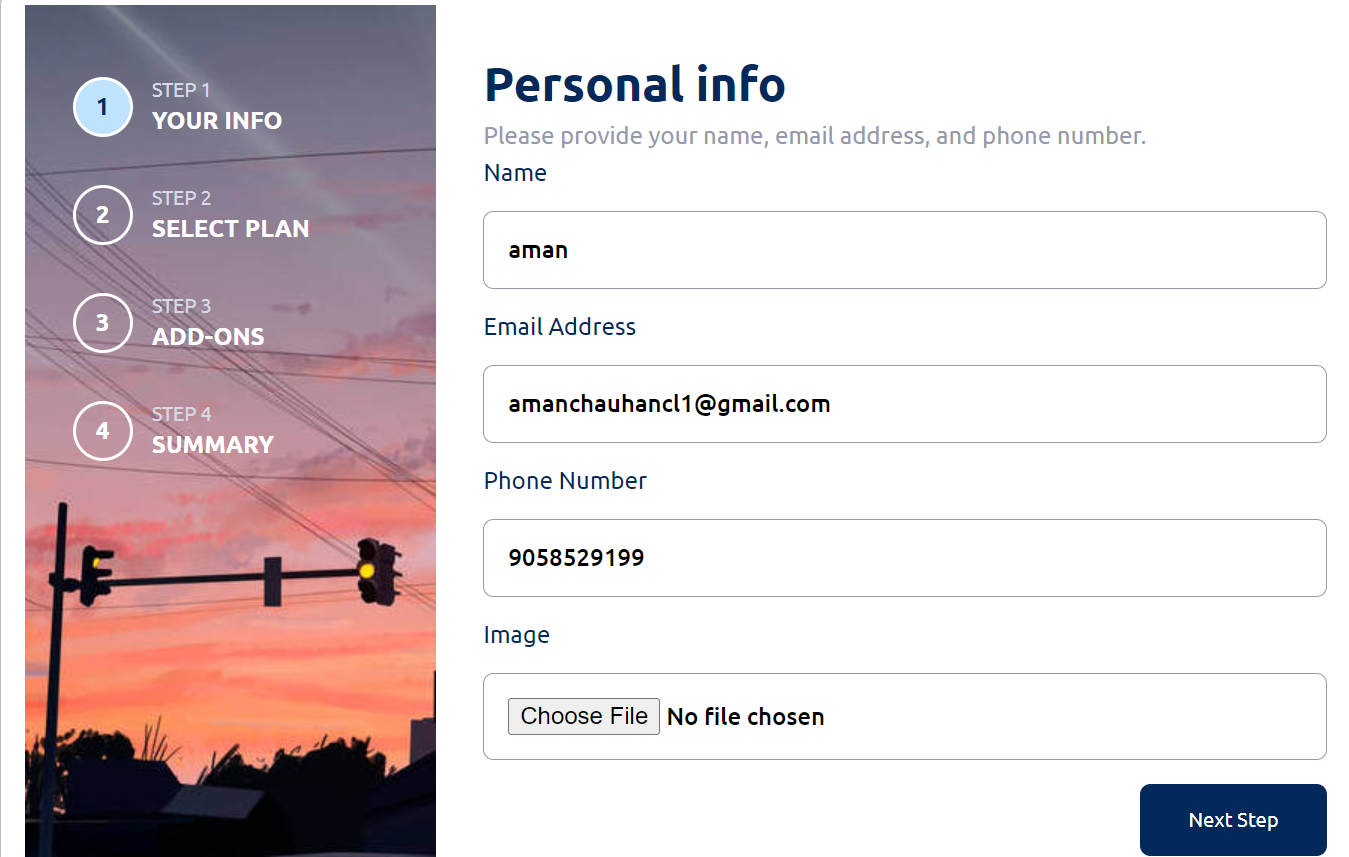 1
STEP 1
YOUR INFO
2
STEP 2
SELECT PLAN
3
STEP 3
ADD-ONS
4
STEP 4
SUMMARY
Personal info
Please provide your name, email address, and phone number.
Name
aman
Email Address
amanchauhancl1@gmail.com
Phone Number
9058529199
Image
Choose File No file chosen
Next Step